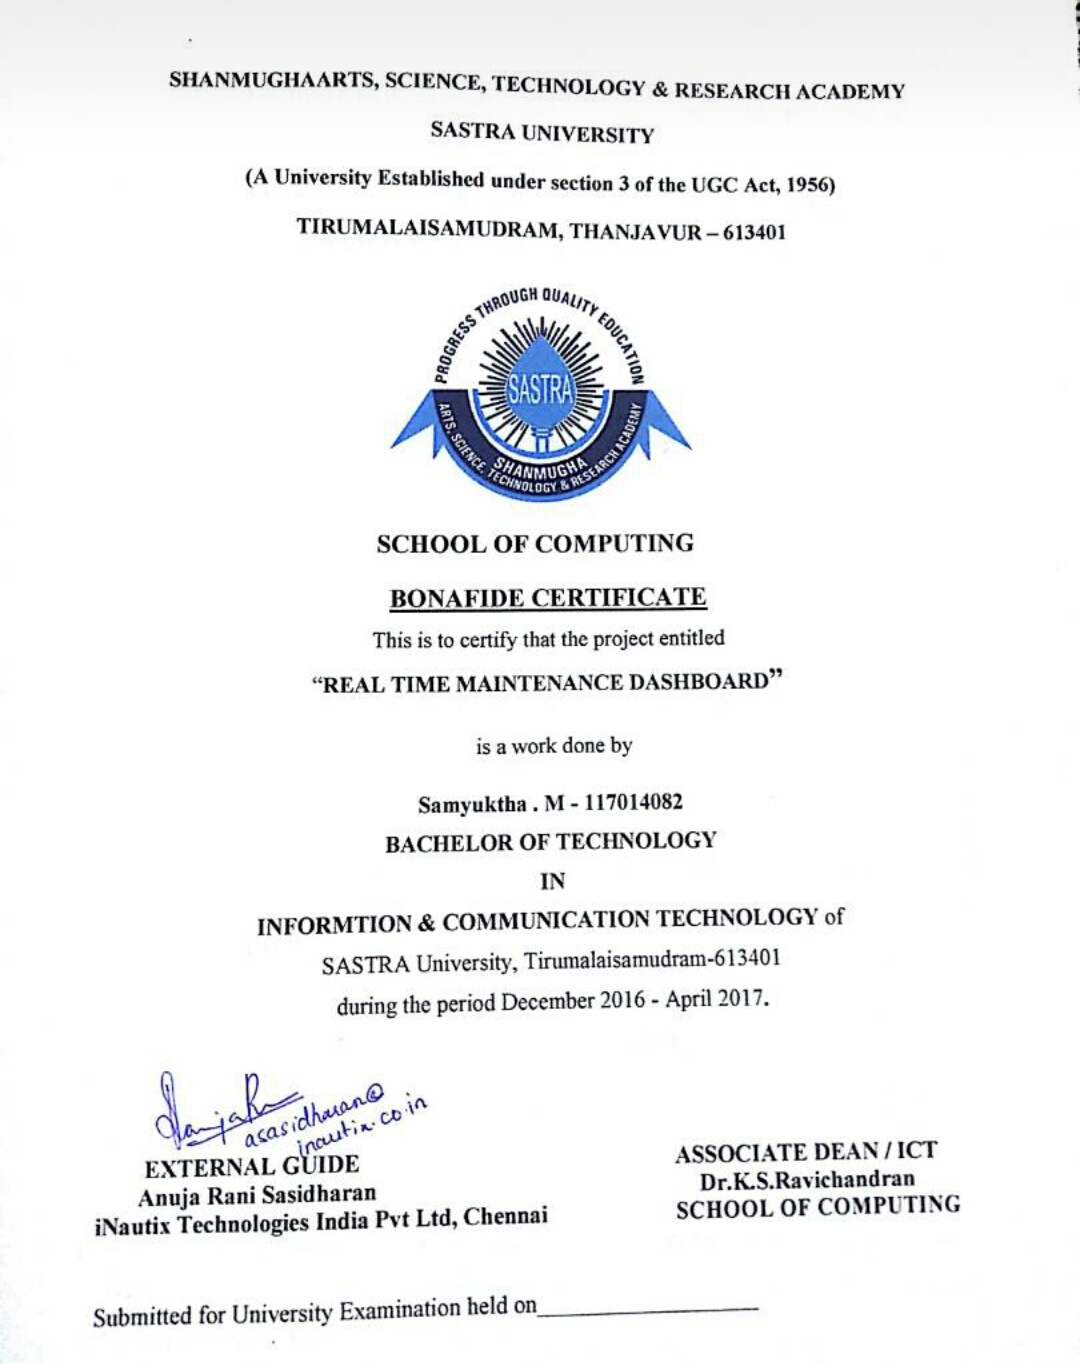 SHANMUGHAARTS, SCIENCE, TECHNOLOGY & RESEARCH ACADEMY
SASTRA UNIVERSITY
(A University Established under section 3 of the UGC Act, 1956)
TIRUMALAISAMUDRAM, THANJAVUR – 613401
PROGRESS THROUGH QUALITY EDUCATION
SASTRA
SHANMUGHA
ARTS, SCIENCE, TECHNOLOGY & RESEARCH ACADEMY
SCHOOL OF COMPUTING
BONAFIDE CERTIFICATE
This is to certify that the project entitled
“REAL TIME MAINTENANCE DASHBOARD”
is a work done by
Samyuktha . M - 117014082
BACHELOR OF TECHNOLOGY
IN
INFORMTION & COMMUNICATION TECHNOLOGY of
SASTRA University, Tirumalaisamudram-613401
during the period December 2016 - April 2017.
asasidharan@
inautix.co.in
EXTERNAL GUIDE
Anuja Rani Sasidharan
iNautix Technologies India Pvt Ltd, Chennai
ASSOCIATE DEAN / ICT
Dr.K.S.Ravichandran
SCHOOL OF COMPUTING
Submitted for University Examination held on